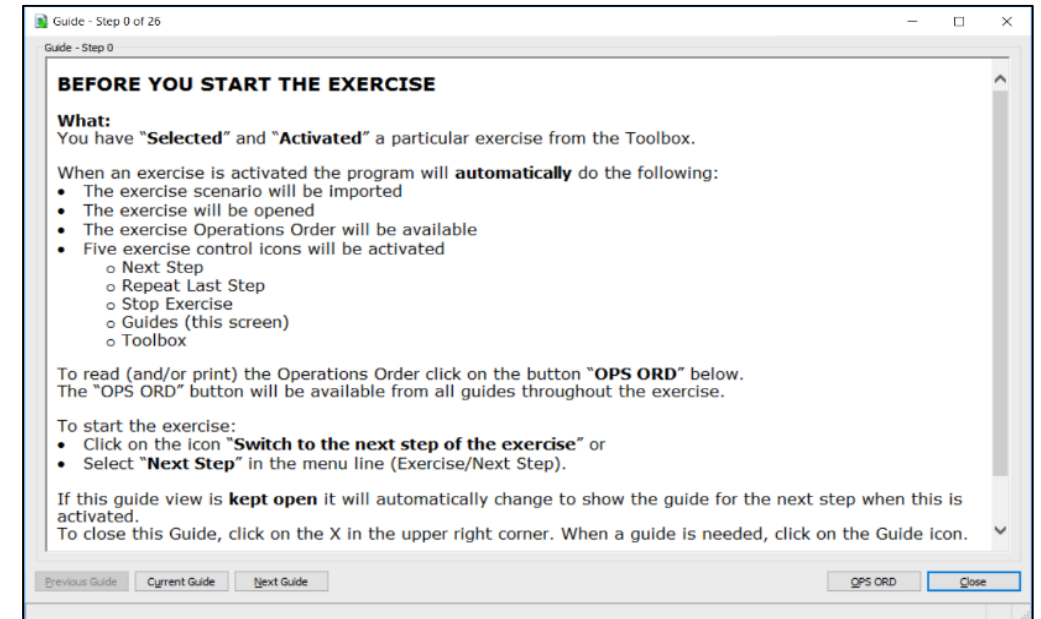 Guide - Step 0 of 26
Guide - Step 0
BEFORE YOU START THE EXERCISE
What:
You have "Selected" and "Activated" a particular exercise from the Toolbox.
When an exercise is activated the program will automatically do the following:
• The exercise scenario will be imported
• The exercise will be opened
• The exercise Operations Order will be available
• Five exercise control icons will be activated
o Next Step
o Repeat Last Step
o Stop Exercise
o Guides (this screen)
o Toolbox
To read (and/or print) the Operations Order click on the button "OPS ORD" below.
The "OPS ORD" button will be available from all guides throughout the exercise.
To start the exercise:
• Click on the icon "Switch to the next step of the exercise" or
• Select "Next Step" in the menu line (Exercise/Next Step).
If this guide view is kept open it will automatically change to show the guide for the next step when this is
activated.
To close this Guide, click on the X in the upper right corner. When a guide is needed, click on the Guide icon.
Previous Guide Current Guide Next Guide OPS ORD Close